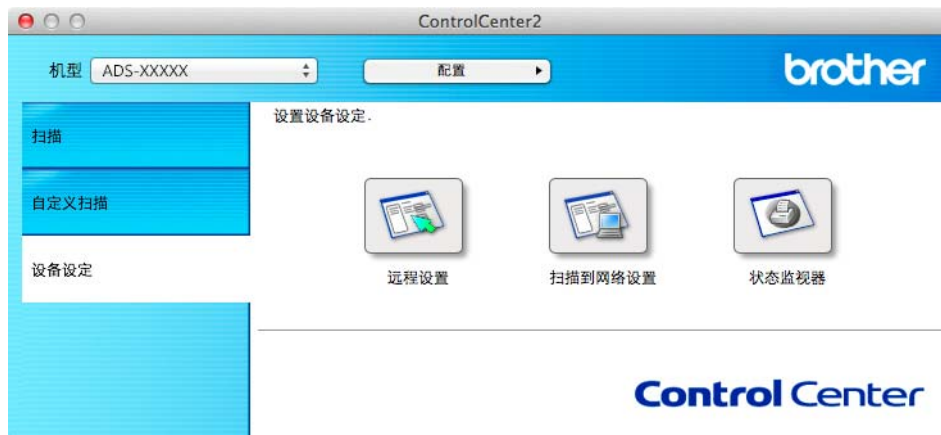 ControlCenter2
机型 ADS-XXXXX 配置 brother
扫描
自定义扫描
设备设定
设置设备设定.
远程设置 扫描到网络设置 状态监视器
Control Center